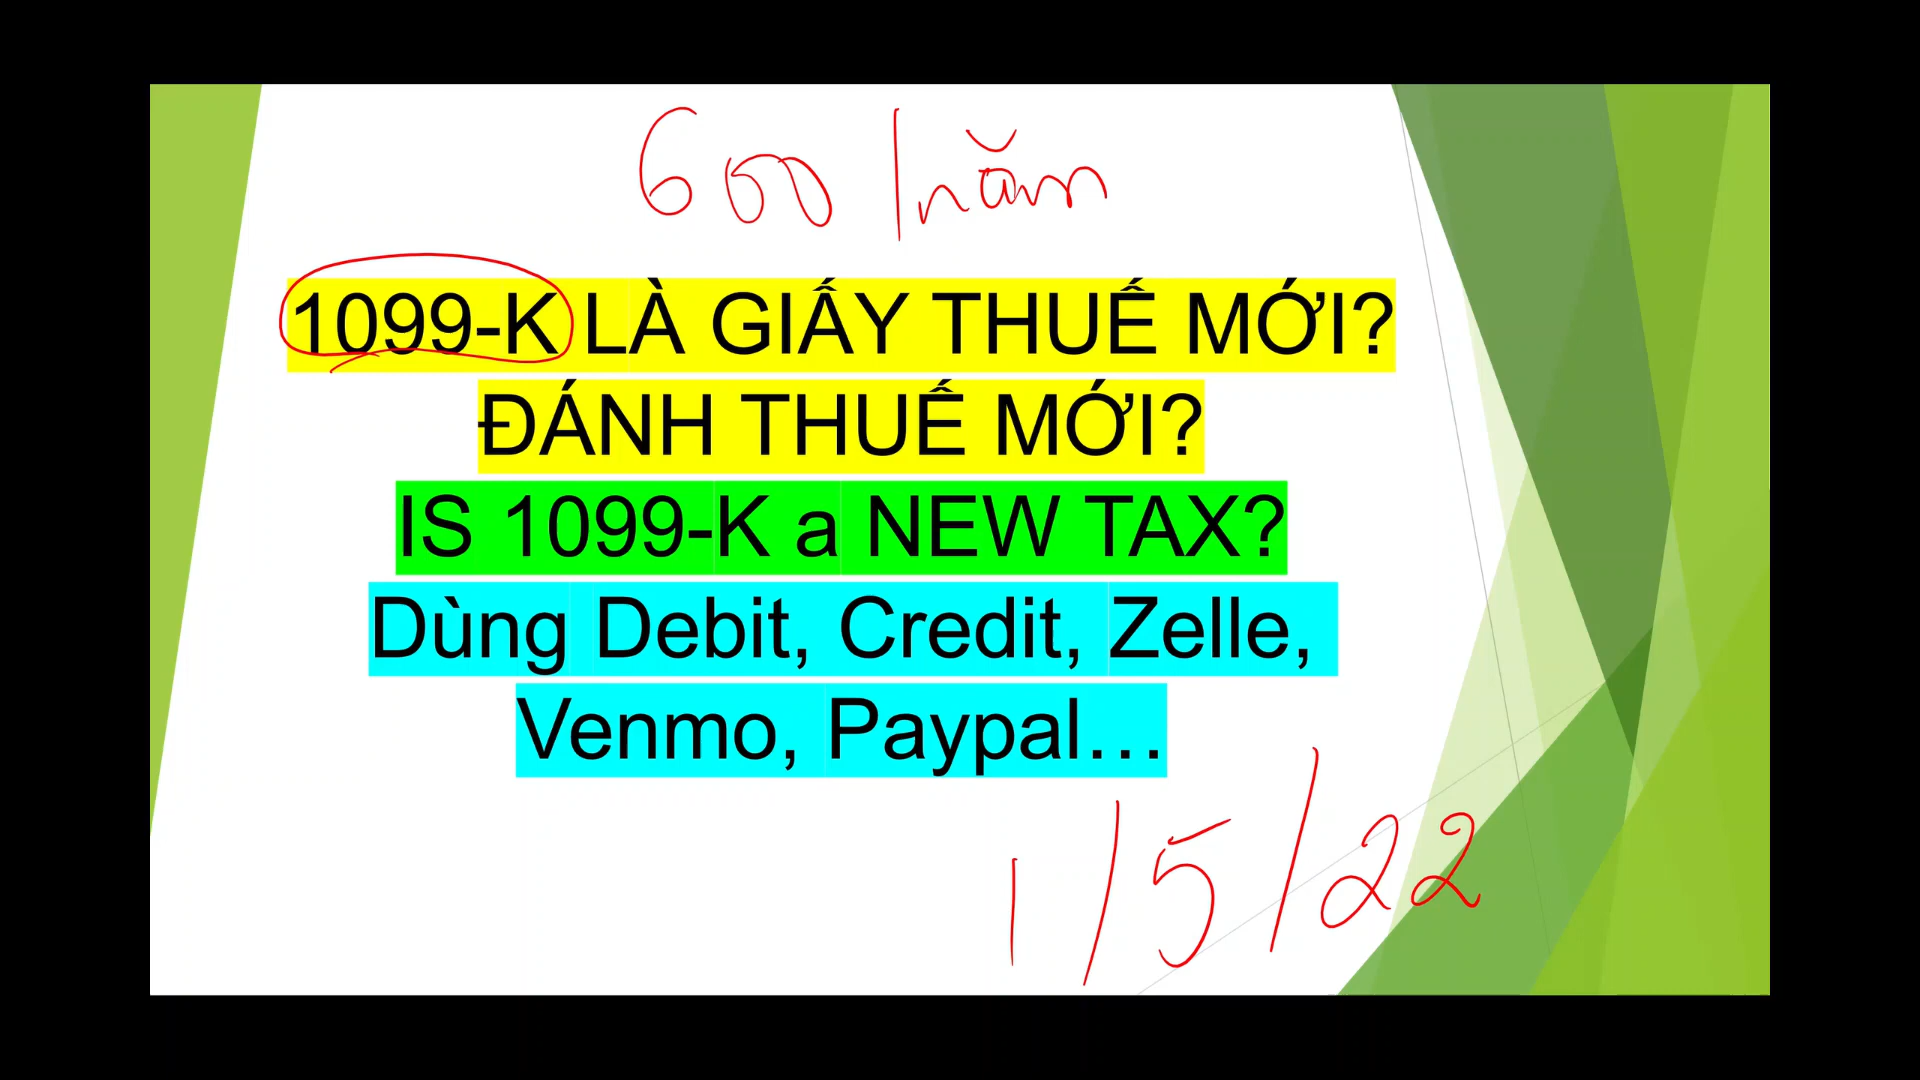 600/năm
1099-K LÀ GIẤY THUẾ MỚI?
ĐÁNH THUẾ MỚI?
IS 1099-K a NEW TAX?
Dùng Debit, Credit, Zelle,
Venmo, Paypal…
1/5/22